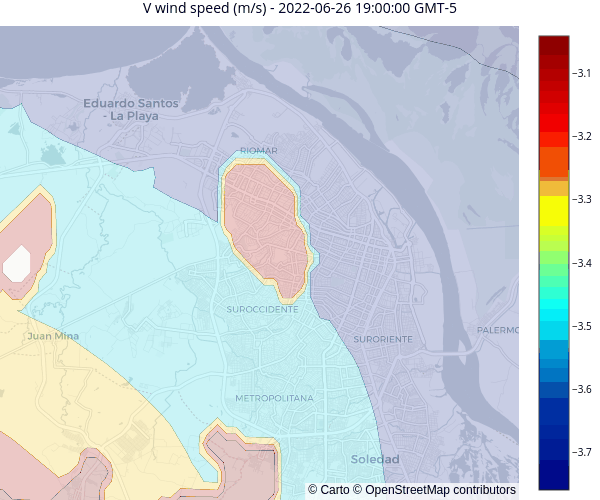 V wind speed (m/s) - 2022-06-26 19:00:00 GMT-5
Eduardo Santos
- La Playa
RIOMAR
SUROCCIDENTE
Juan Mina
SURORIENTE
PALERMO
METROPOLITANA
Soledad
© Carto © OpenStreetMap contributors
−3.1
−3.2
−3.3
−3.4
−3.5
−3.6
−3.7